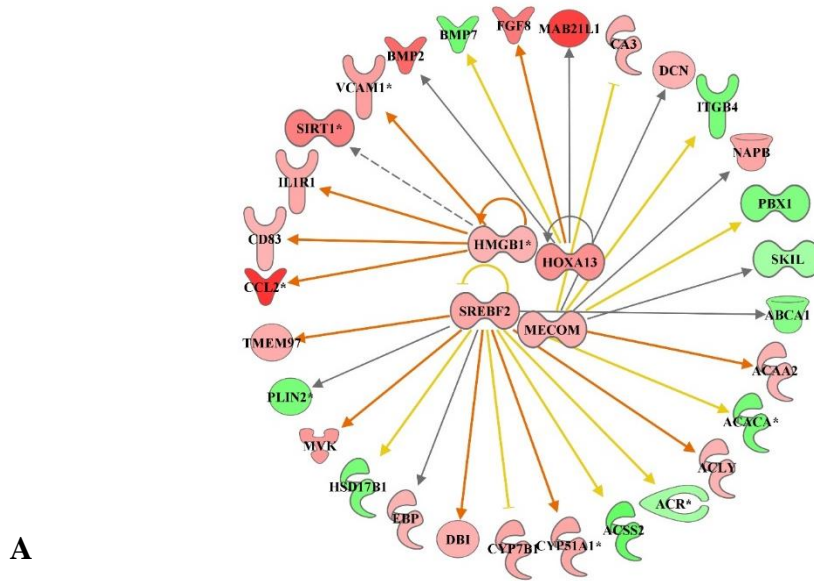 FGF8
MAB21L1
BMP7
CA3
BMP2
DCN
VCAM1*
ITGB4
SIRT1*
NAPB
IL1R1
PBX1
CD83
HMGB1*
HOXA13
SKIL
CCL2*
SREBF2
MECOM
ABCA1
TMEM97
ACAA2
PLIN2*
ACACA*
MVK
ACLY
HSD17B1
ACR*
EBP
DBI
CYP7B1
CYP51A1*
ACSS2
A